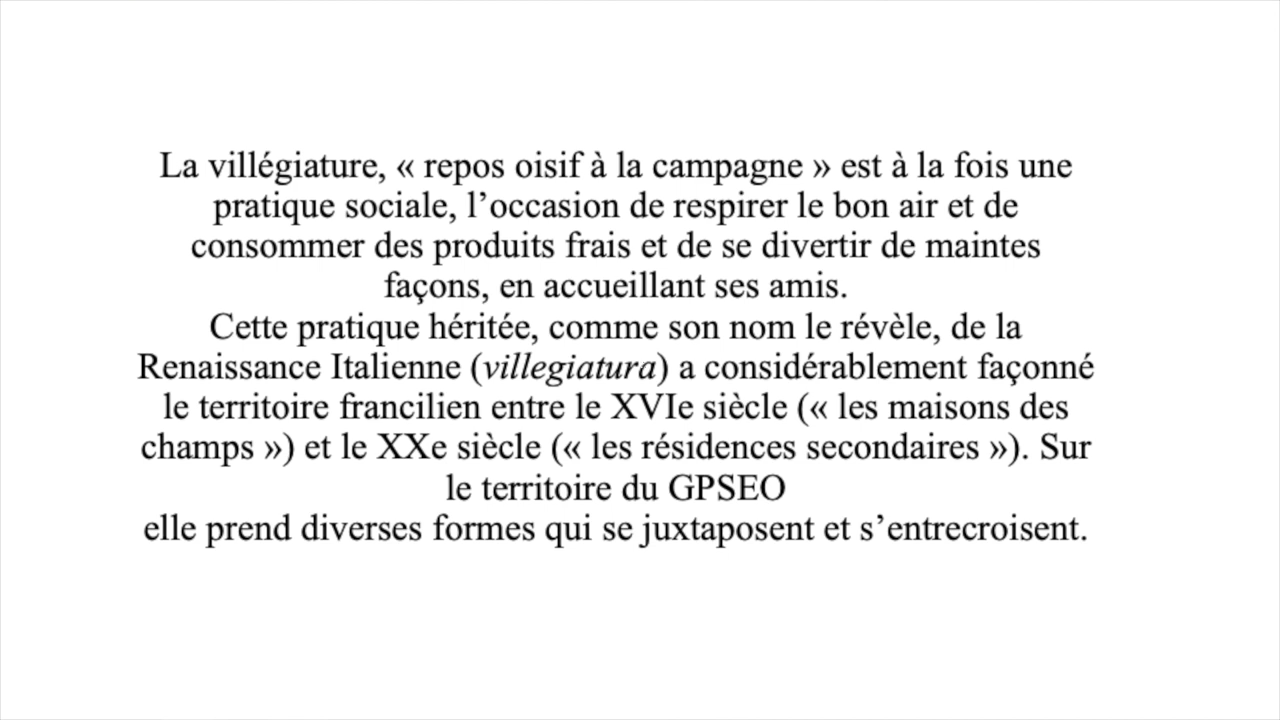 La villégiature, « repos oisif à la campagne » est à la fois une
pratique sociale, l’occasion de respirer le bon air et de
consommer des produits frais et de se divertir de maintes
façons, en accueillant ses amis.
Cette pratique héritée, comme son nom le révèle, de la
Renaissance Italienne (villegiatura) a considérablement façonné
le territoire francilien entre le XVIe siècle (« les maisons des
champs ») et le XXe siècle (« les résidences secondaires »). Sur
le territoire du GPSEO
elle prend diverses formes qui se juxtaposent et s’entrecroisent.